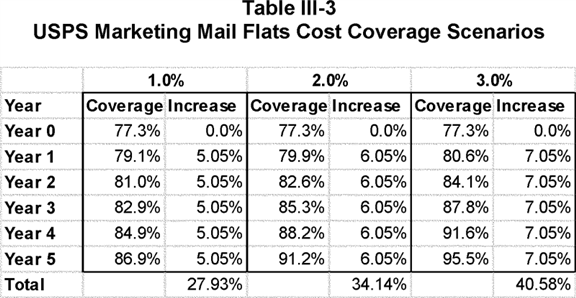 Table III-3
USPS Marketing Mail Flats Cost Coverage Scenarios
1.0% 2.0% 3.0%
Year Coverage Increase Coverage Increase Coverage Increase
Year 0 77.3% 0.0% 77.3% 0.0% 77.3% 0.0%
Year 1 79.1% 5.05% 79.9% 6.05% 80.6% 7.05%
Year 2 81.0% 5.05% 82.6% 6.05% 84.1% 7.05%
Year 3 82.9% 5.05% 85.3% 6.05% 87.8% 7.05%
Year 4 84.9% 5.05% 88.2% 6.05% 91.6% 7.05%
Year 5 86.9% 5.05% 91.2% 6.05% 95.5% 7.05%
Total 27.93% 34.14% 40.58%